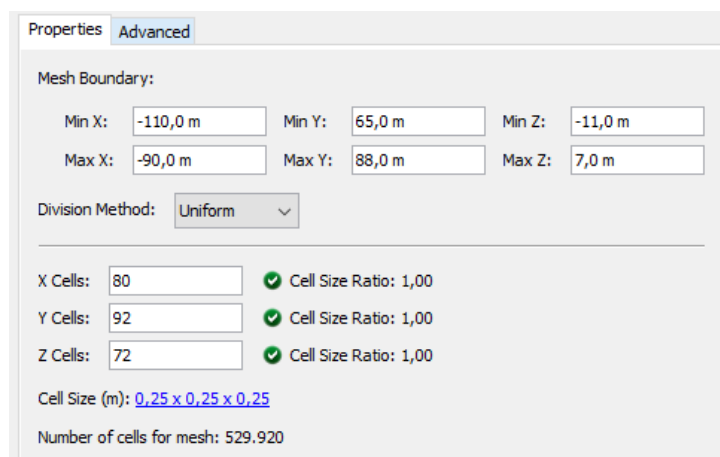 Properties Advanced
Mesh Boundary:
Min X: -110,0 m Min Y: 65,0 m Min Z: -11,0 m
Max X: -90,0 m Max Y: 88,0 m Max Z: 7,0 m
Division Method: Uniform
X Cells: 80 Cell Size Ratio: 1,00
Y Cells: 92 Cell Size Ratio: 1,00
Z Cells: 72 Cell Size Ratio: 1,00
Cell Size (m): 0,25 x 0,25 x 0,25
Number of cells for mesh: 529.920